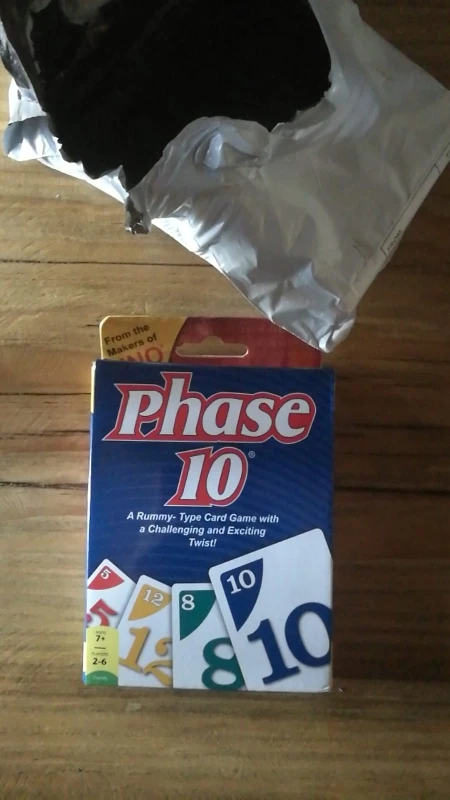 From the
Makers of
UNO®
Phase
10®
A Rummy- Type Card Game with
a Challenging and Exciting
Twist!
5
12
8
10
5
12
8
10
7+
2-6